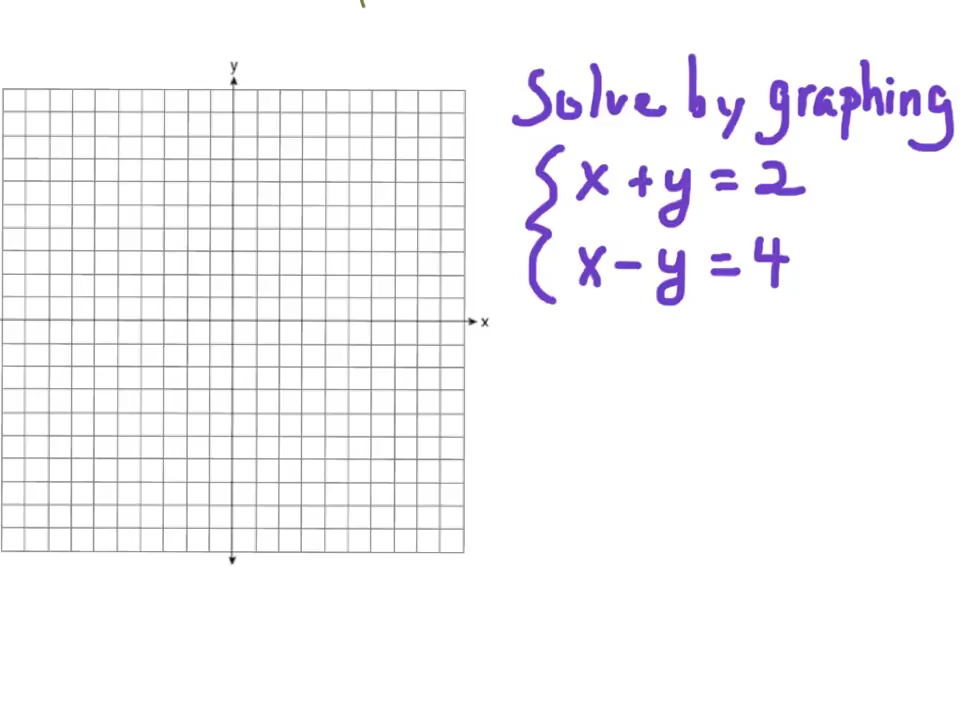 y
x
Solve by graphing
{ x + y = 2
x - y = 4